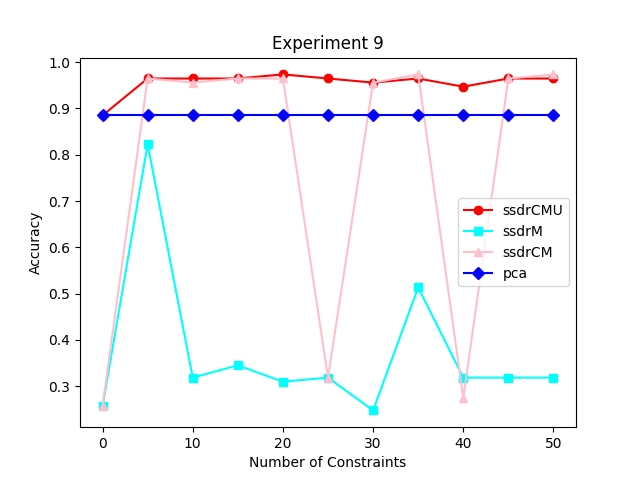 Experiment 9
1.0
0.9
0.8
0.7
0.6
0.5
0.4
0.3
Accuracy
ssdrCMU
ssdrM
ssdrCM
pca
0 10 20 30 40 50
Number of Constraints